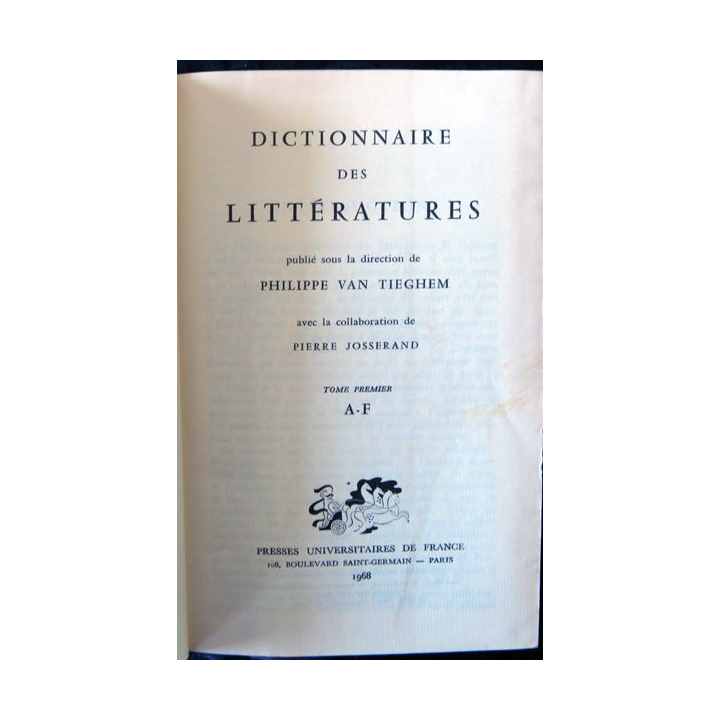 DICTIONNAIRE
DES
LITTÉRATURES
publié sous la direction de
PHILIPPE VAN TIEGHEM
avec la collaboration de
PIERRE JOSSERAND
TOME PREMIER
A-F
PRESSES UNIVERSITAIRES DE FRANCE
108, BOULEVARD SAINT-GERMAIN — PARIS
1968